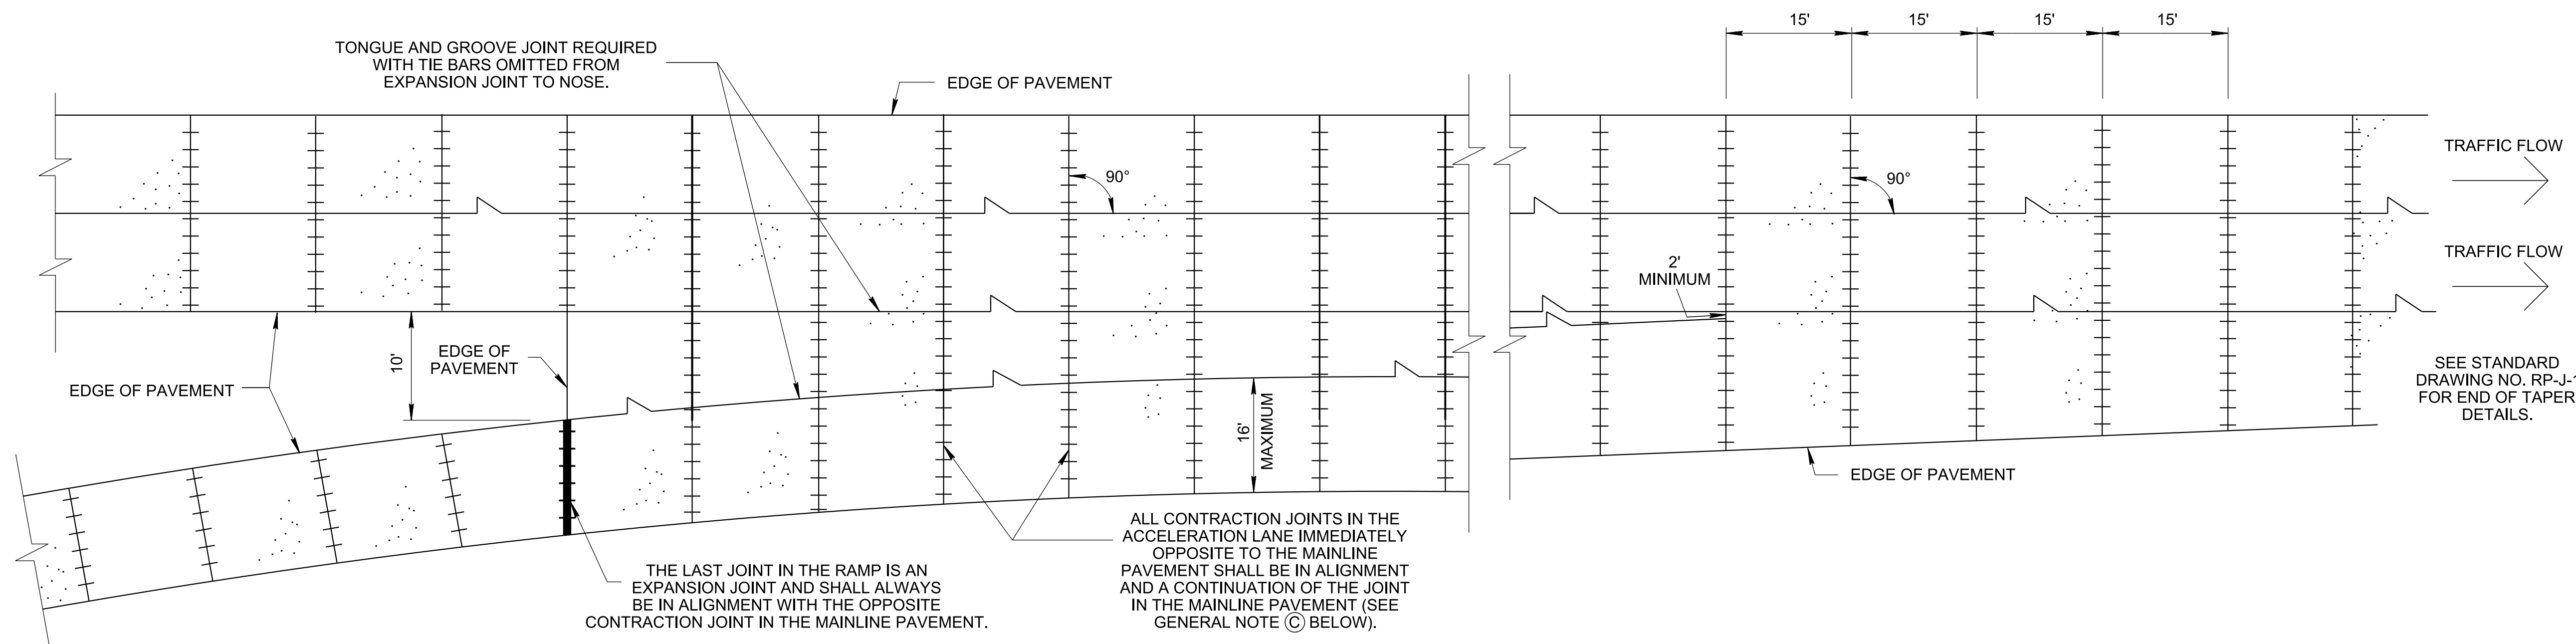 15' 15' 15' 15'
TONGUE AND GROOVE JOINT REQUIRED
WITH TIE BARS OMITTED FROM
EXPANSION JOINT TO NOSE.
EDGE OF PAVEMENT
TRAFFIC FLOW
90°
90°
TRAFFIC FLOW
2'
MINIMUM
10'
EDGE OF
PAVEMENT
EDGE OF PAVEMENT
SEE STANDARD
DRAWING NO. RP-J-1
FOR END OF TAPER
DETAILS.
16'
MAXIMUM
EDGE OF PAVEMENT
ALL CONTRACTION JOINTS IN THE
ACCELERATION LANE IMMEDIATELY
OPPOSITE TO THE MAINLINE
PAVEMENT SHALL BE IN ALIGNMENT
AND A CONTINUATION OF THE JOINT
IN THE MAINLINE PAVEMENT (SEE
GENERAL NOTE Ⓒ BELOW).
THE LAST JOINT IN THE RAMP IS AN
EXPANSION JOINT AND SHALL ALWAYS
BE IN ALIGNMENT WITH THE OPPOSITE
CONTRACTION JOINT IN THE MAINLINE PAVEMENT.